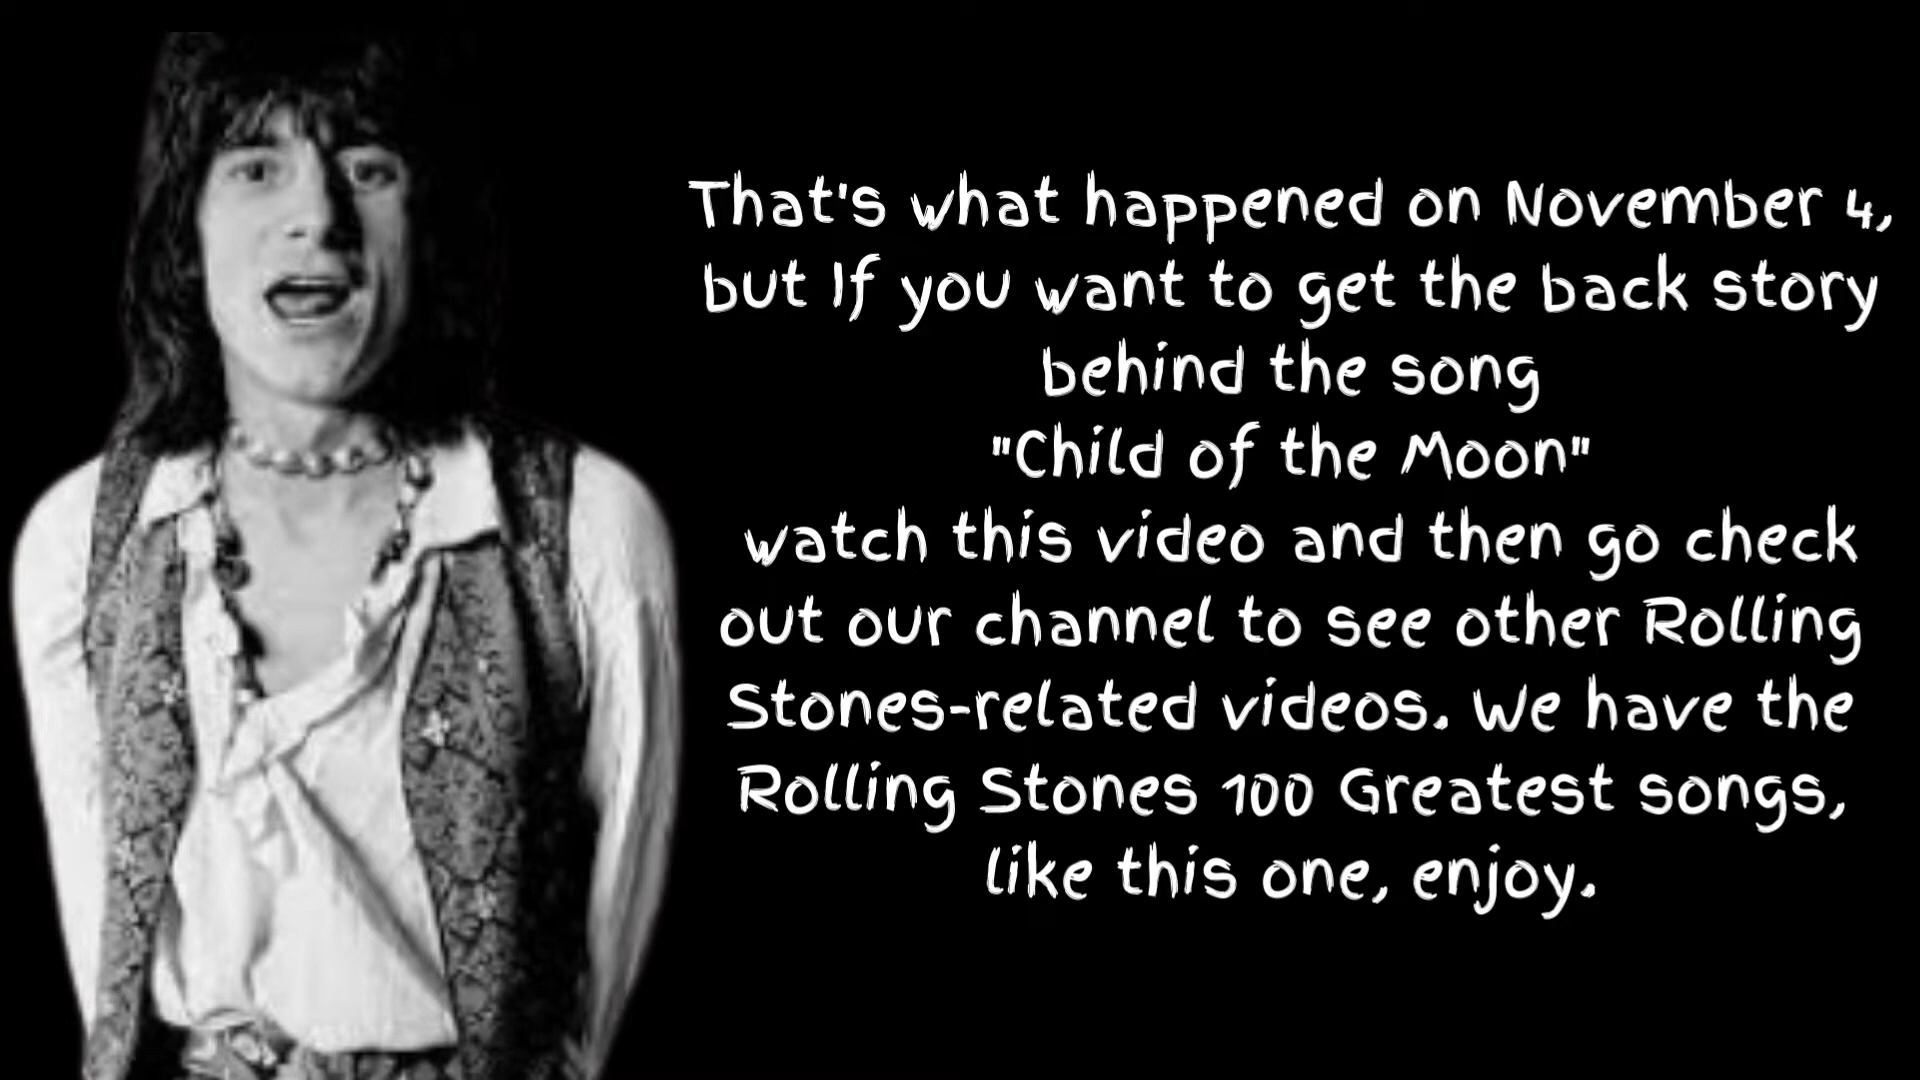 That's what happened on November 4,
but If you want to get the back story
behind the song
"Child of the Moon"
watch this video and then go check
out our channel to see other Rolling
Stones-related videos. We have the
Rolling Stones 100 Greatest songs,
like this one, enjoy.